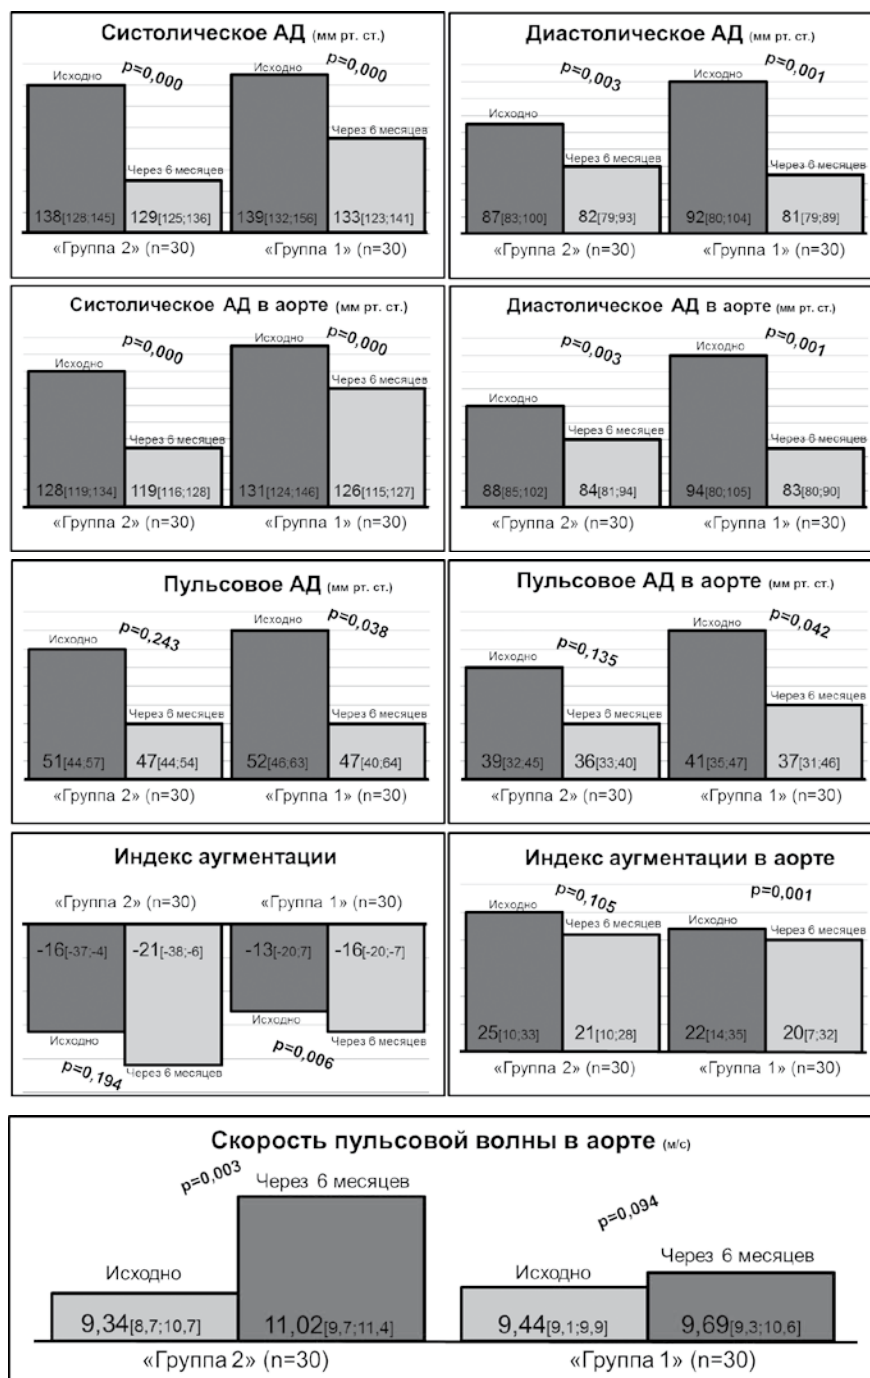 Систолическое АД (мм рт. ст.)
Исходно
p=0,000
Исходно
p=0,000
Через 6 месяцев
Через 6 месяцев
138[128:145] 129[125;136] 139[132;156] 133[123;141]
«Группа 2» (n=30) «Группа 1» (n=30)
Диастолическое АД (мм рт. ст.)
Исходно
p=0,003
Исходно
p=0,001
Через 6 месяцев
Через 6 месяцев
87[83;100] 82[79;93] 92[80;104] 81[79;89]
«Группа 2» (n=30) «Группа 1» (n=30)
Систолическое АД в аорте (мм рт. ст.)
Исходно
p=0,000
Исходно
p=0,000
Через 6 месяцев
Через 6 месяцев
128[119;134] 119[116;128] 131[124;146] 126[115;127]
«Группа 2» (n=30) «Группа 1» (n=30)
Диастолическое АД в аорте (мм рт. ст.)
Исходно
p=0,003
Исходно
p=0,001
Через 6 месяцев
Через 6 месяцев
88[85;102] 84[81;94] 94[80;105] 83[80;90]
«Группа 2» (n=30) «Группа 1» (n=30)
Пульсовое АД (мм рт. ст.)
Исходно
p=0,243
Исходно
p=0,038
Через 6 месяцев
Через 6 месяцев
51[44;57] 47[44;54] 52[46;63] 47[40;64]
«Группа 2» (n=30) «Группа 1» (n=30)
Пульсовое АД в аорте (мм рт. ст.)
Исходно
p=0,135
Исходно
p=0,042
Через 6 месяцев
Через 6 месяцев
39[32;45] 36[33;40] 41[35;47] 37[31;46]
«Группа 2» (n=30) «Группа 1» (n=30)
Индекс аугментации
«Группа 2» (n=30) «Группа 1» (n=30)
-16[-37;-4] -21[-38;-6] -13[-20;7] -16[-20;-7]
Исходно
p=0,194
Через 6 месяцев
Исходно
p=0,006
Через 6 месяцев
Индекс аугментации в аорте
Исходно
p=0,105
Через 6 месяцев
Исходно
p=0,001
Через 6 месяцев
25[10;33] 21[10;28] 22[14;35] 20[7;32]
«Группа 2» (n=30) «Группа 1» (n=30)
Скорость пульсовой волны в аорте (м/с)
p=0,003
Через 6 месяцев
p=0,094
Исходно
Исходно
Через 6 месяцев
9,34[8,7;10,7] 11,02[9,7;11,4] 9,44[9,1;9,9] 9,69[9,3;10,6]
«Группа 2» (n=30) «Группа 1» (n=30)